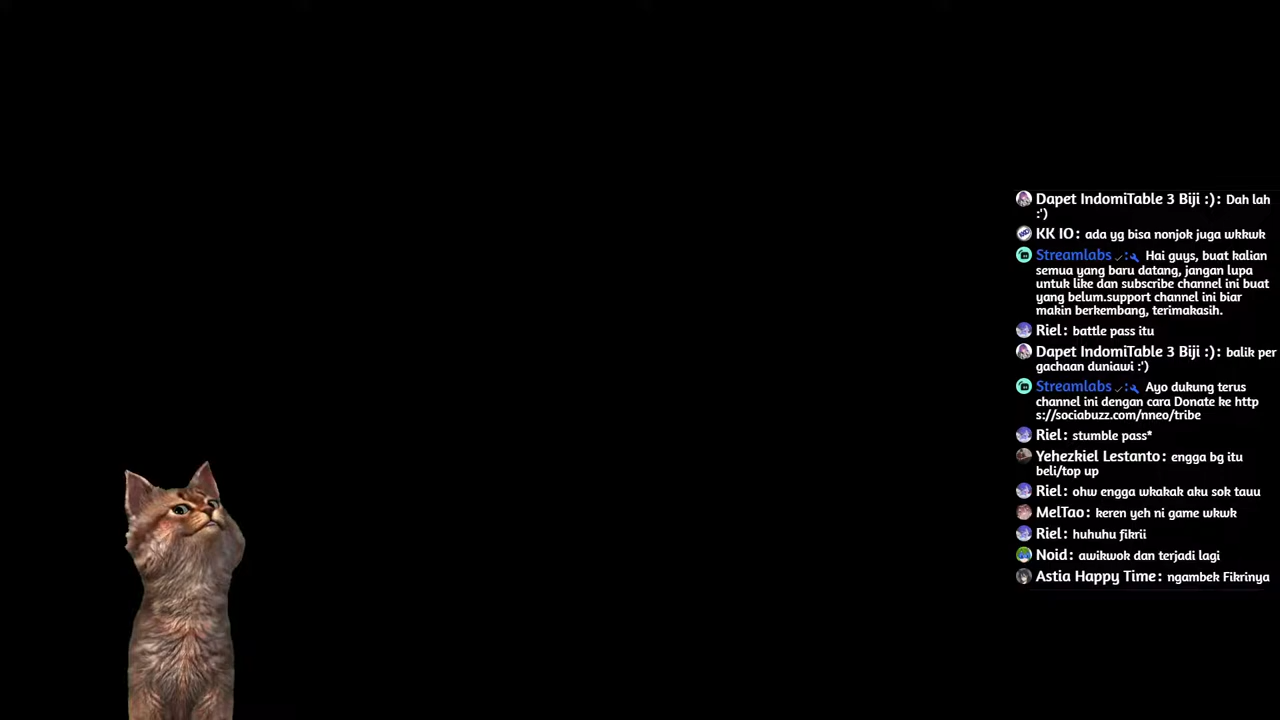 Dapet IndomiTable 3 Biji :): Dah lah
:')
KK IO: ada yg bisa nonjok juga wkkwk
Streamlabs ✓:🔧 Hai guys, buat kalian
semua yang baru datang, jangan lupa
untuk like dan subscribe channel ini buat
yang belum.support channel ini biar
makin berkembang, terimakasih.
Riel: battle pass itu
Dapet IndomiTable 3 Biji :): balik per
gachaan duniawi :')
Streamlabs ✓:🔧 Ayo dukung terus
channel ini dengan cara Donate ke http
s://sociabuzz.com/nneo/tribe
Riel: stumble pass*
Yehezkiel Lestanto: engga bg itu
beli/top up
Riel: ohw engga wkakak aku sok tauu
MelTao: keren yeh ni game wkwk
Riel: huhuhu fikrii
Noid: awikwok dan terjadi lagi
Astia Happy Time: ngambek Fikrinya